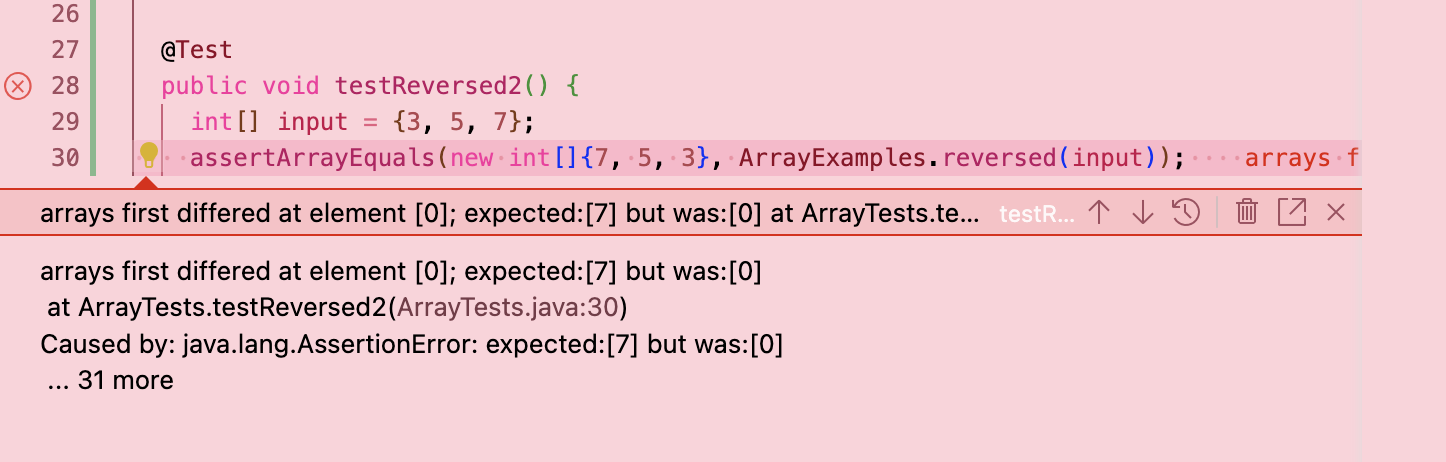 26
27 @Test
28 public void testReversed2() {
29 int[] input = {3, 5, 7};
30 assertArrayEquals(new int[]{7, 5, 3}, ArrayExamples.reversed(input)); arrays f
arrays first differed at element [0]; expected:[7] but was:[0] at ArrayTests.te... testR...
arrays first differed at element [0]; expected:[7] but was:[0]
at ArrayTests.testReversed2(ArrayTests.java:30)
Caused by: java.lang.AssertionError: expected:[7] but was:[0]
... 31 more